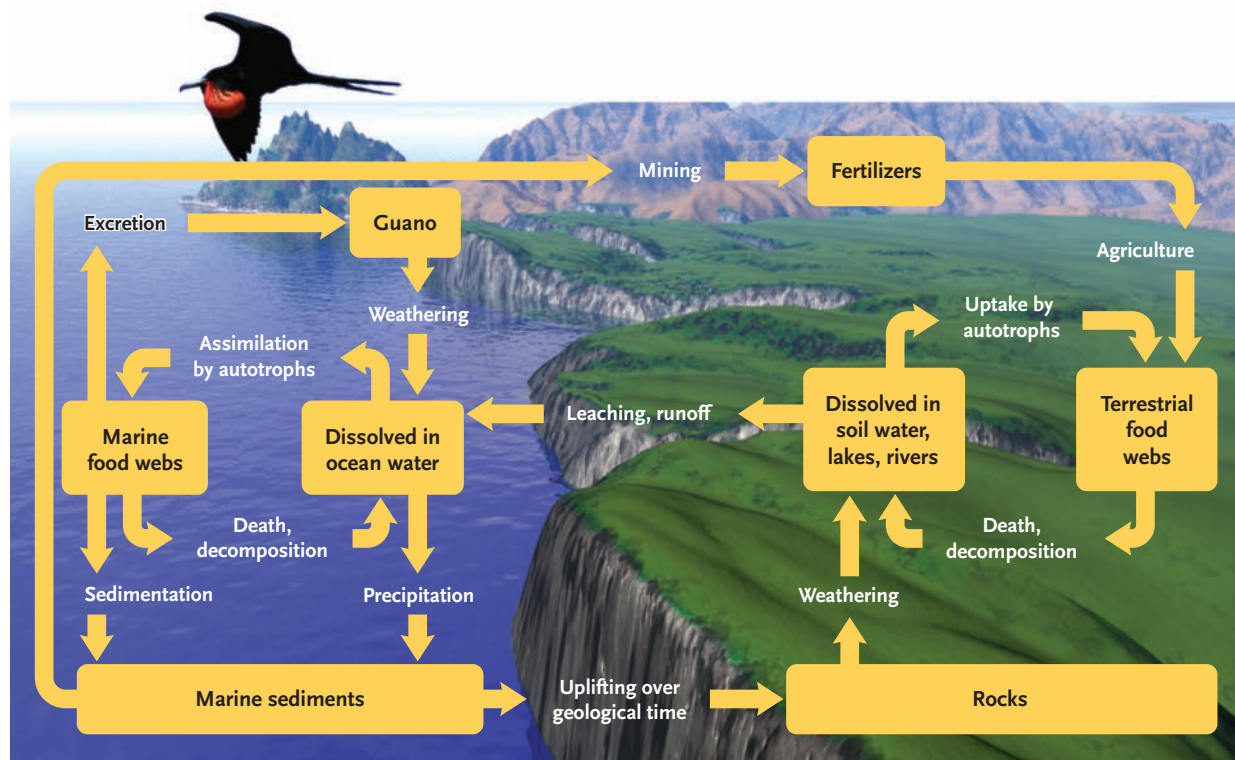 Mining
Fertilizers
Excretion
Guano
Agriculture
Weathering
Uptake by
autotrophs
Assimilation
by autotrophs
Marine
food webs
Dissolved in
ocean water
Leaching, runoff
Dissolved in
soil water,
lakes, rivers
Terrestrial
food
webs
Death,
decomposition
Death,
decomposition
Sedimentation
Precipitation
Weathering
Marine sediments
Uplifting over
geological time
Rocks